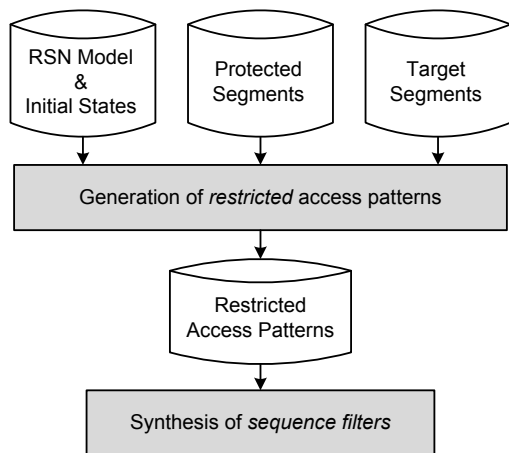 RSN Model
&
Initial States
Protected
Segments
Target
Segments
Generation of restricted access patterns
Restricted
Access Patterns
Synthesis of sequence filters